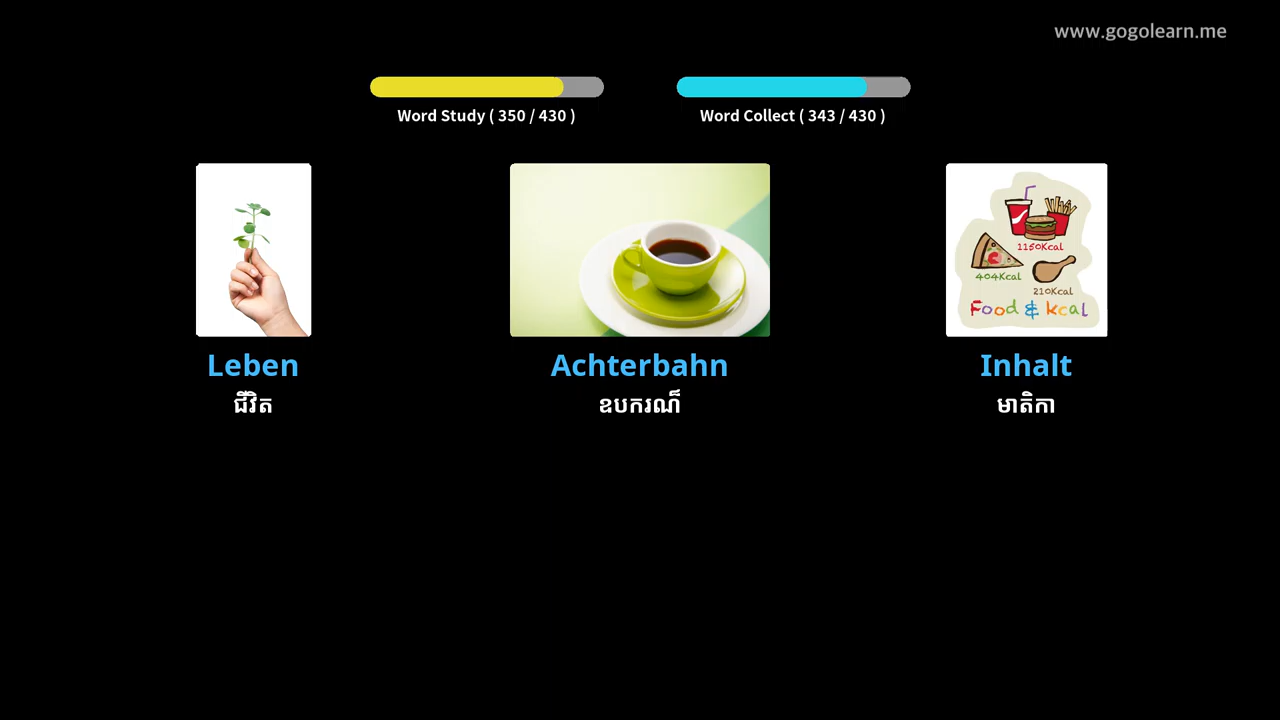 www.gogolearn.me
Word Study ( 350 / 430 )
Word Collect ( 343 / 430 )
1150Kcal
404Kcal
210Kcal
Food & kcal
Leben
Achterbahn
Inhalt
ជីវិត
ឧបករណ៏
មាតិកា